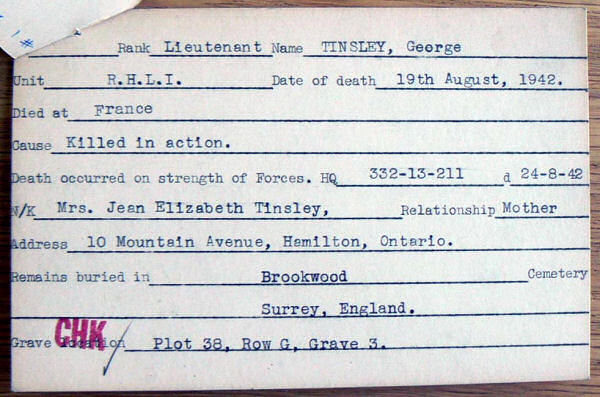 Rank Lieutenant Name TINSLEY, George
Unit R.H.L.I. Date of death 19th August, 1942.
Died at France
Cause Killed in action.
Death occurred on strength of Forces. HQ 332-13-211 d 24-8-42
N/K Mrs. Jean Elizabeth Tinsley, Relationship Mother
Address 10 Mountain Avenue, Hamilton, Ontario.
Remains buried in Brookwood Cemetery
Surrey, England.
CHK
Grave location Plot 38, Row G, Grave 3.